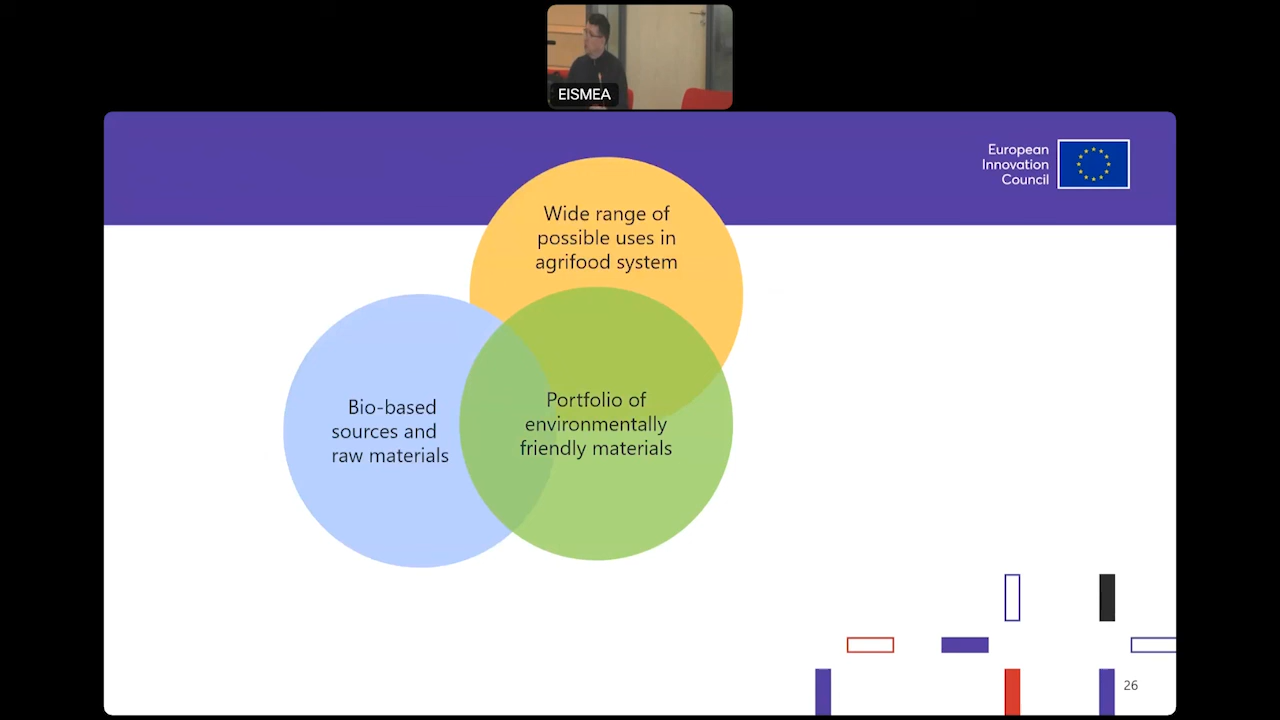 EISMEA
European
Innovation
Council
Wide range of
possible uses in
agrifood system
Bio-based
sources and
raw materials
Portfolio of
environmentally
friendly materials
26